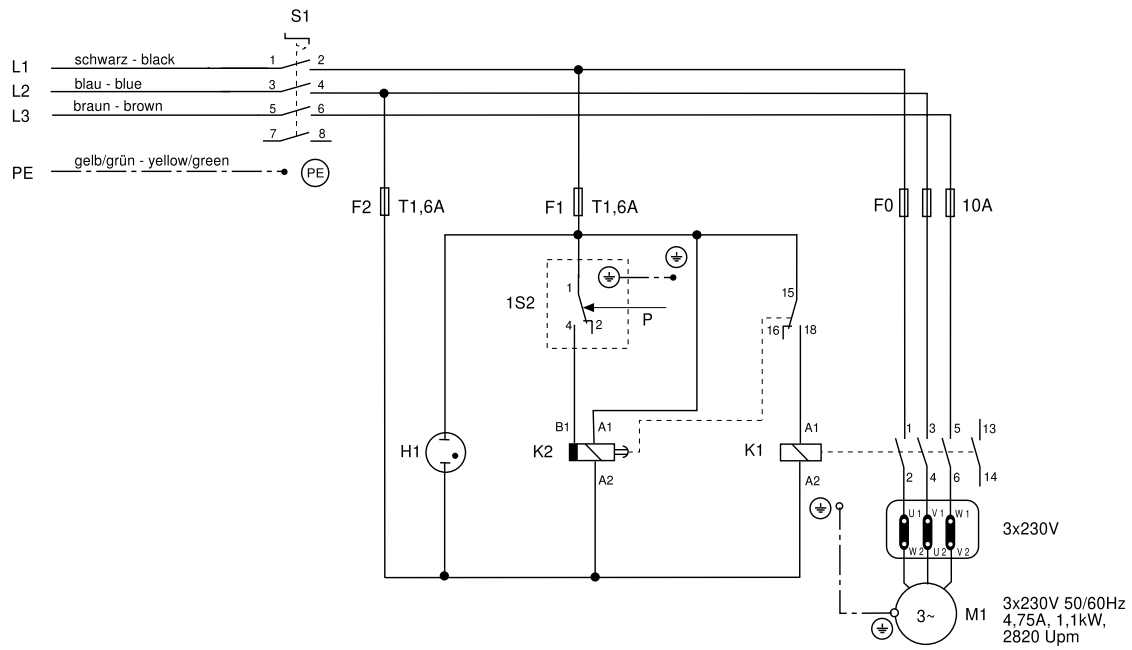 S1
L1 schwarz - black 1 2
L2 blau - blue 3 4
L3 braun - brown 5 6
7 8
PE gelb/grün - yellow/green PE
F2 T1,6A F1 T1,6A F0 10A
1
15
1S2 P
4 2 16 18
B1 A1 A1 1 3 5 13
H1 K2 K1
A2 A2 2 4 6 14
U1 V1 W1
3x230V
W2 U2 V2
3~ M1
3x230V 50/60Hz
4,75A, 1,1kW,
2820 Upm